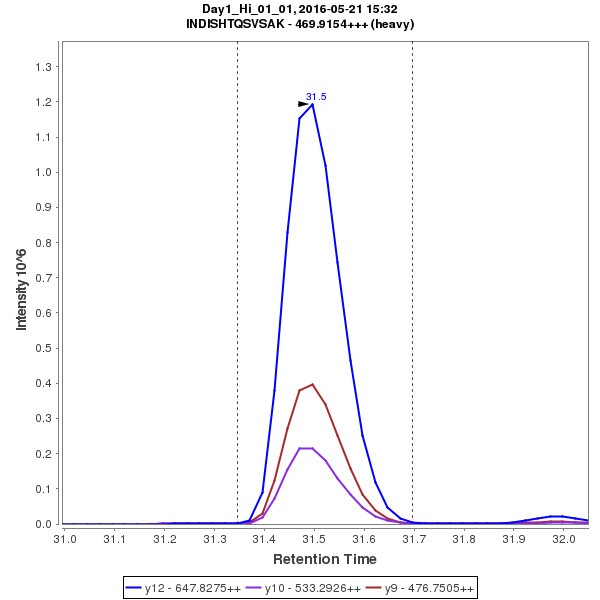 Day1_Hi_01_01, 2016-05-21 15:32
INDISHTQSVSAK - 469.9154+++ (heavy)
31.5
1.3
1.2
1.1
1.0
0.9
0.8
0.7
0.6
0.5
0.4
0.3
0.2
0.1
0.0
Intensity 10^6
31.0 31.1 31.2 31.3 31.4 31.5 31.6 31.7 31.8 31.9 32.0
Retention Time
y12 - 647.8275++ y10 - 533.2926++ y9 - 476.7505++